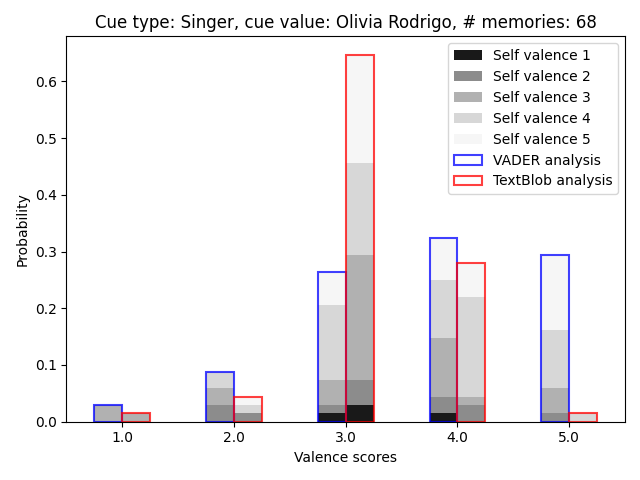 Cue type: Singer, cue value: Olivia Rodrigo, # memories: 68
Self valence 1
Self valence 2
Self valence 3
Self valence 4
Self valence 5
VADER analysis
TextBlob analysis
Probability
0.6
0.5
0.4
0.3
0.2
0.1
0.0
1.0 2.0 3.0 4.0 5.0
Valence scores